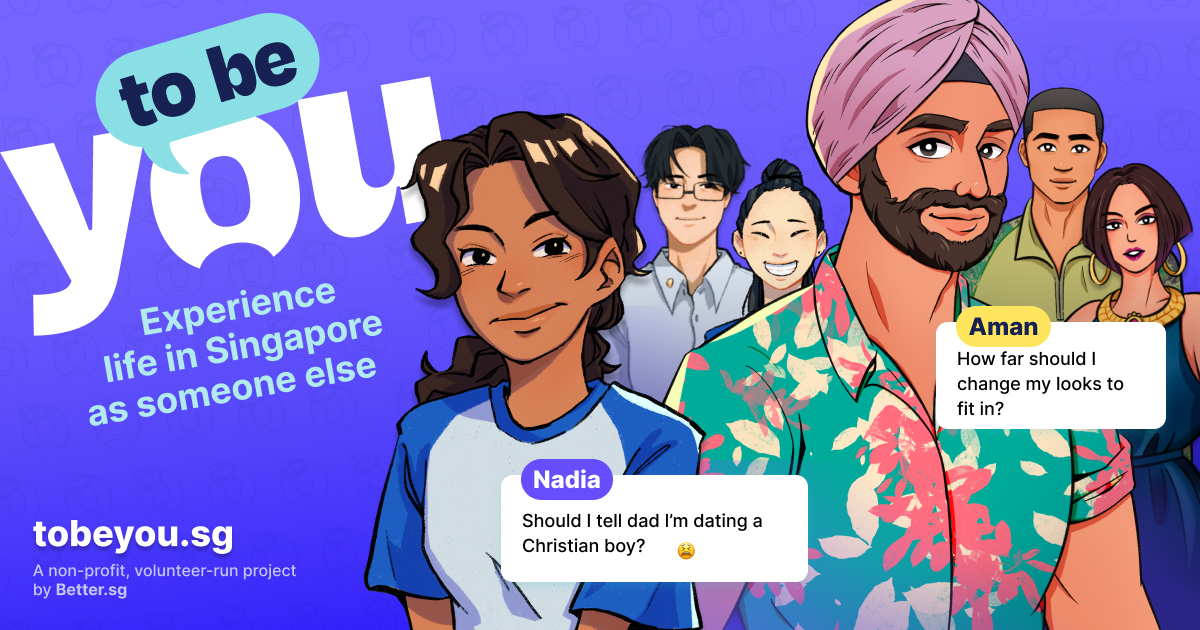 to be
you
Experience
life in Singapore
as someone else
tobeyou.sg
A non-profit, volunteer-run project
by Better.sg
Nadia
Should I tell dad I’m dating a
Christian boy? 😫
Aman
How far should I
change my looks to
fit in?